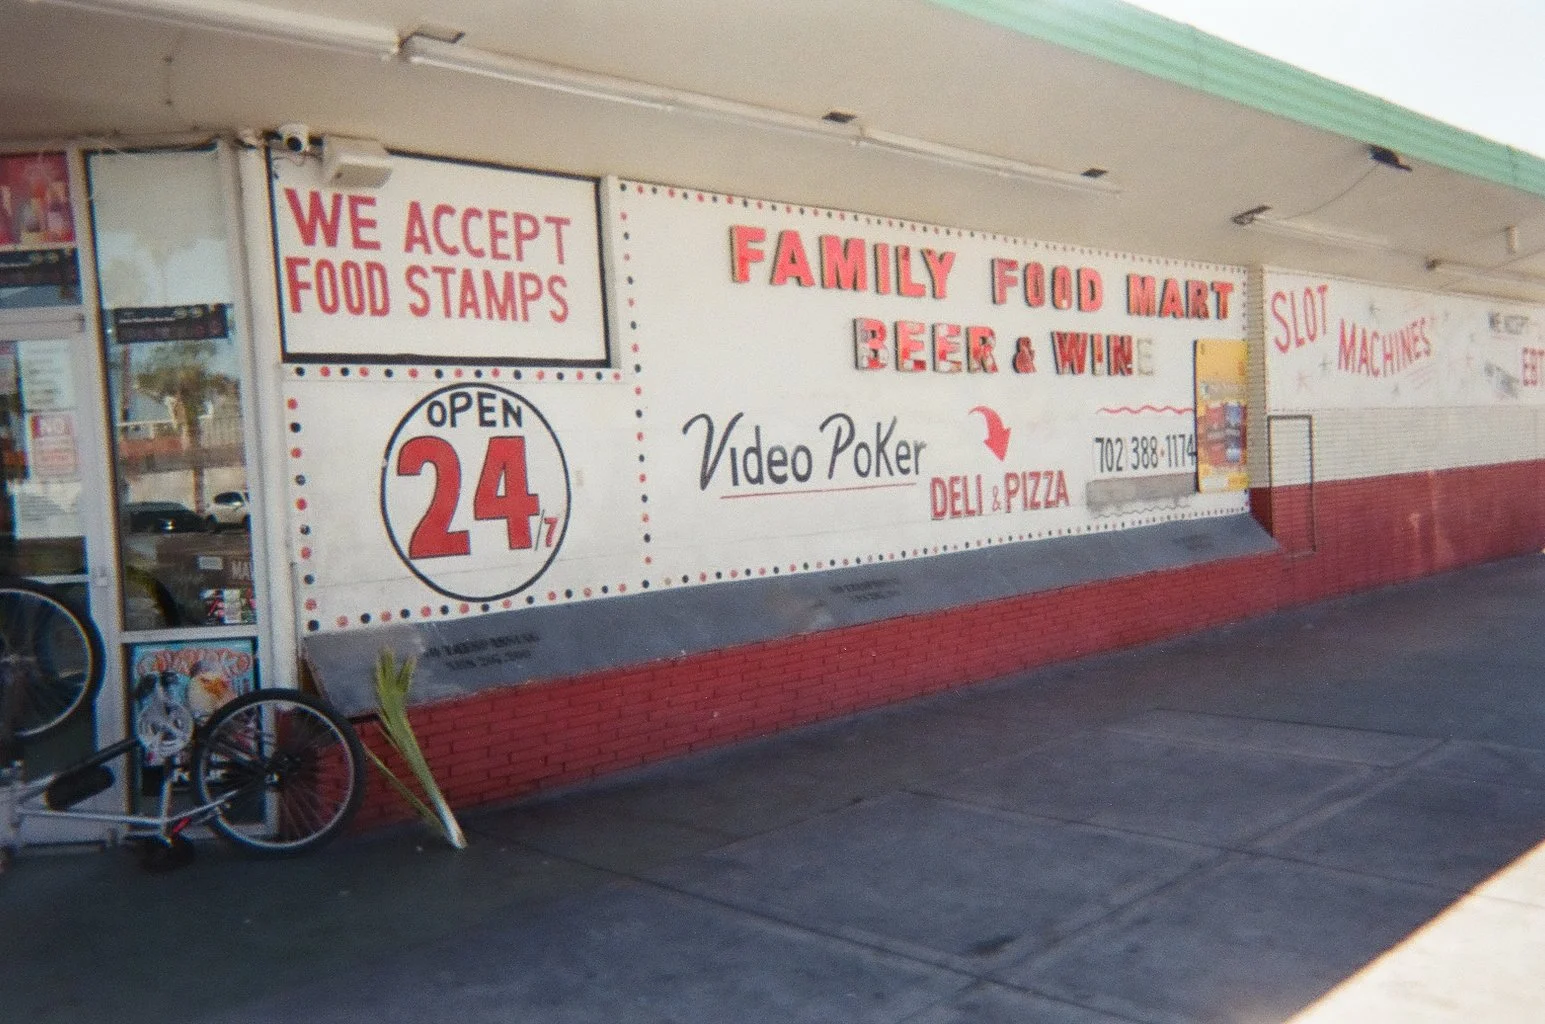 WE ACCEPT
FOOD STAMPS
OPEN
24/7
FAMILY FOOD MART
BEER & WINE
Video PoKer
DELI & PIZZA
702 388-1174
SLOT
MACHINES
WE ACCEPT
EBT